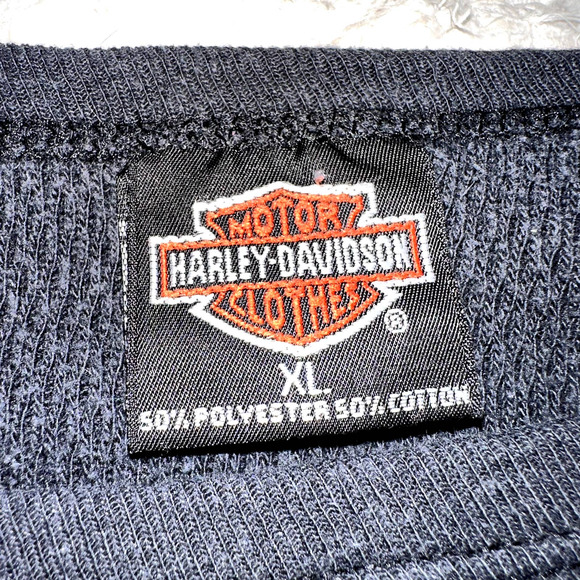 MOTOR
HARLEY-DAVIDSON
CLOTHES
®
XL
50% POLYESTER 50% COTTON